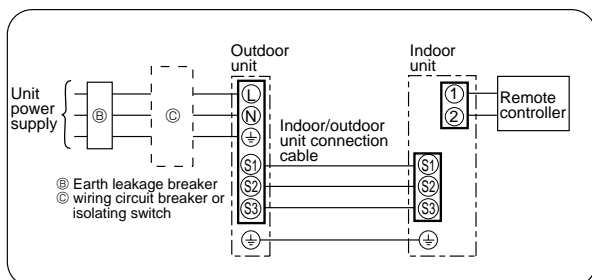 Outdoor
unit
Indoor
unit
Unit
power
supply
Ⓑ
Ⓒ
L
N
⏚
S1
S2
S3
⏚
Indoor/outdoor
unit connection
cable
1
2
Remote
controller
S1
S2
S3
⏚
Ⓑ Earth leakage breaker
Ⓒ wiring circuit breaker or
isolating switch